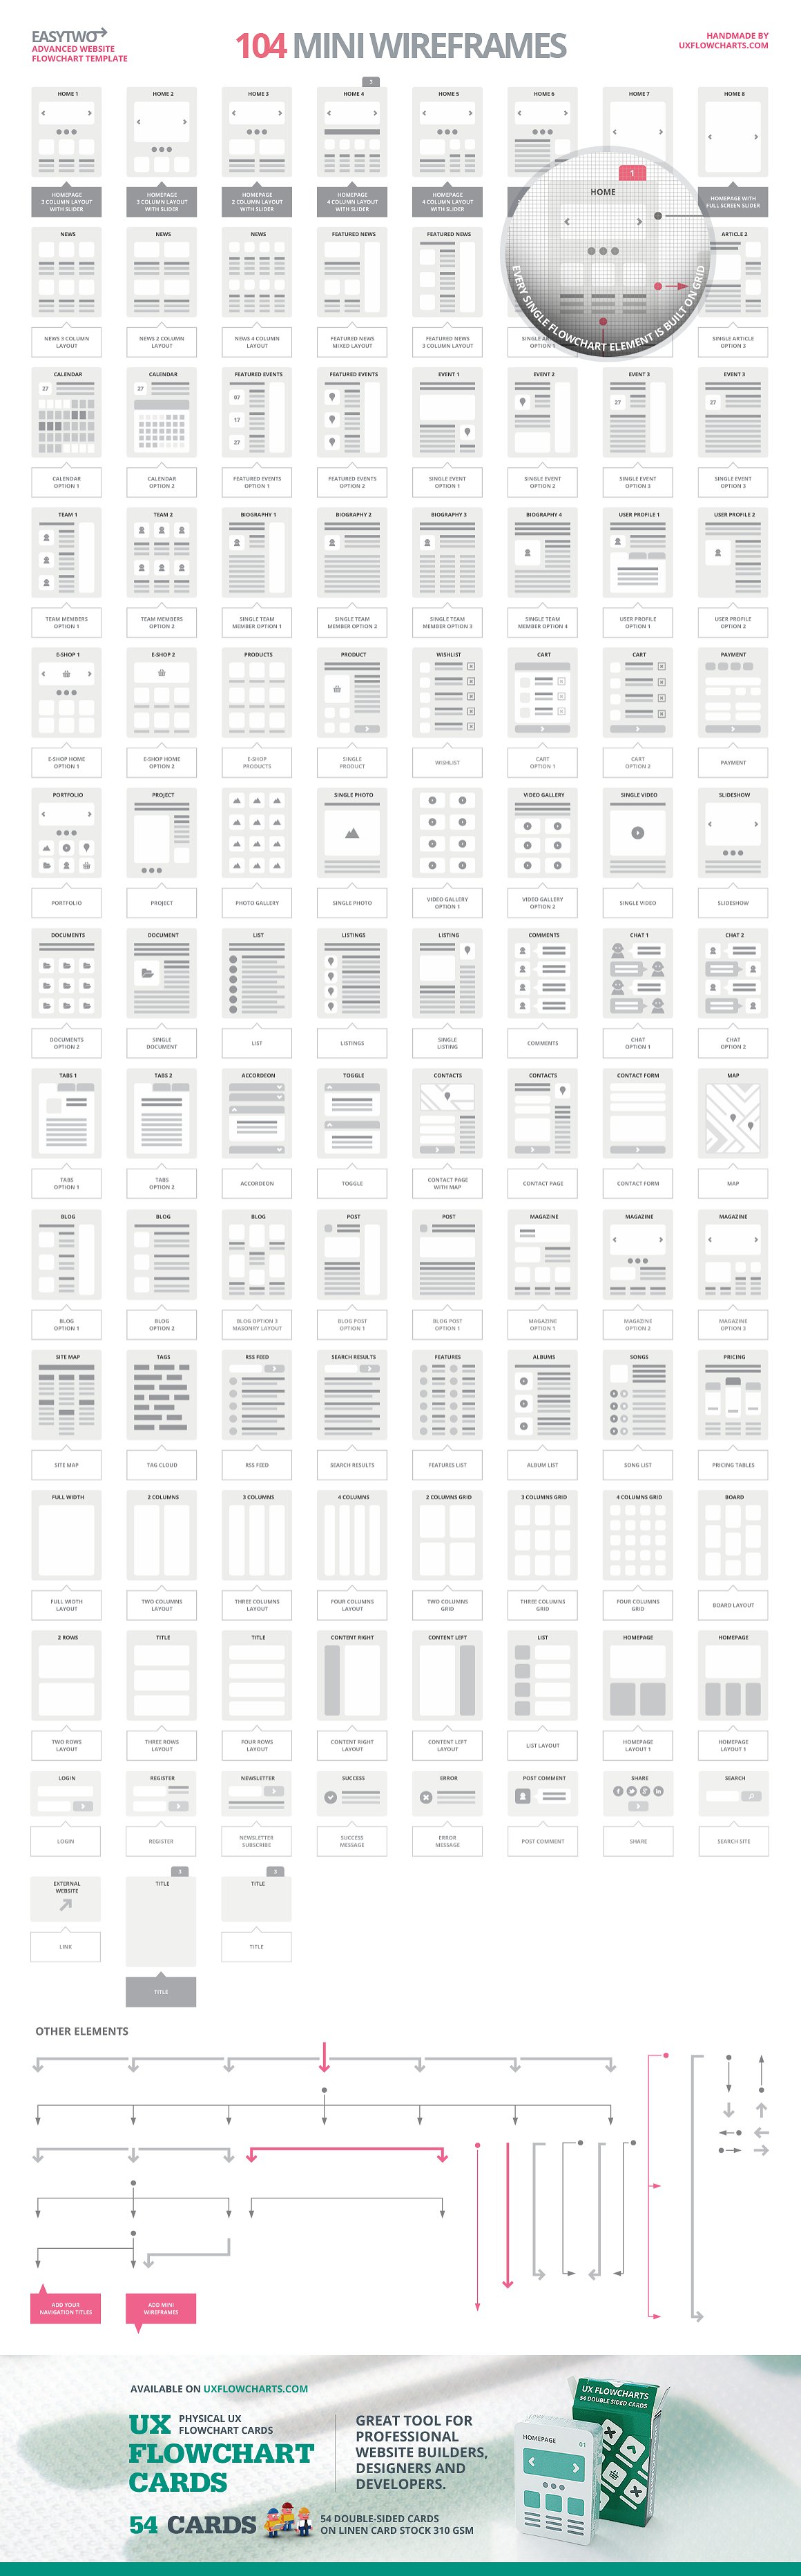 EASYTWO
ADVANCED WEBSITE
FLOWCHART TEMPLATE
104 MINI WIREFRAMES
HANDMADE BY
UXFLOWCHARTS.COM
3
HOME 1
HOME 2
HOME 3
HOME 4
HOME 5
HOME 6
HOME 7
HOME 8
HOMEPAGE
3 COLUMN LAYOUT
WITH SLIDER
HOMEPAGE
3 COLUMN LAYOUT
WITH SLIDER
HOMEPAGE
2 COLUMN LAYOUT
WITH SLIDER
HOMEPAGE
4 COLUMN LAYOUT
WITH SLIDER
HOMEPAGE
4 COLUMN LAYOUT
WITH SLIDER
HOMEPAGE WITH
FULL SCREEN SLIDER
1
HOME
EVERY SINGLE FLOWCHART ELEMENT IS BUILT ON GRID
NEWS
NEWS
NEWS
FEATURED NEWS
FEATURED NEWS
ARTICLE 2
NEWS 3 COLUMN
LAYOUT
NEWS 2 COLUMN
LAYOUT
NEWS 4 COLUMN
LAYOUT
FEATURED NEWS
MIXED LAYOUT
FEATURED NEWS
3 COLUMN LAYOUT
SINGLE
OPTION 1
SINGLE ARTICLE
OPTION 3
CALENDAR
CALENDAR
FEATURED EVENTS
FEATURED EVENTS
EVENT 1
EVENT 2
EVENT 3
EVENT 3
27
27
07
17
27
27
27
CALENDAR
OPTION 1
CALENDAR
OPTION 2
FEATURED EVENTS
OPTION 1
FEATURED EVENTS
OPTION 2
SINGLE EVENT
OPTION 1
SINGLE EVENT
OPTION 2
SINGLE EVENT
OPTION 3
SINGLE EVENT
OPTION 3
TEAM 1
TEAM 2
BIOGRAPHY 1
BIOGRAPHY 2
BIOGRAPHY 3
BIOGRAPHY 4
USER PROFILE 1
USER PROFILE 2
TEAM MEMBERS
OPTION 1
TEAM MEMBERS
OPTION 2
SINGLE TEAM
MEMBER OPTION 1
SINGLE TEAM
MEMBER OPTION 2
SINGLE TEAM
MEMBER OPTION 3
SINGLE TEAM
MEMBER OPTION 4
USER PROFILE
OPTION 1
USER PROFILE
OPTION 2
E-SHOP 1
E-SHOP 2
PRODUCTS
PRODUCT
WISHLIST
CART
CART
PAYMENT
E-SHOP HOME
OPTION 1
E-SHOP HOME
OPTION 2
E-SHOP
PRODUCTS
SINGLE
PRODUCT
WISHLIST
CART
OPTION 1
CART
OPTION 2
PAYMENT
PORTFOLIO
PROJECT
SINGLE PHOTO
VIDEO GALLERY
SINGLE VIDEO
SLIDESHOW
PORTFOLIO
PROJECT
PHOTO GALLERY
SINGLE PHOTO
VIDEO GALLERY
OPTION 1
VIDEO GALLERY
OPTION 2
SINGLE VIDEO
SLIDESHOW
DOCUMENTS
DOCUMENT
LIST
LISTINGS
LISTING
COMMENTS
CHAT 1
CHAT 2
DOCUMENTS
OPTION 2
SINGLE
DOCUMENT
LIST
LISTINGS
SINGLE
LISTING
COMMENTS
CHAT
OPTION 1
CHAT
OPTION 2
TABS 1
TABS 2
ACCORDEON
TOGGLE
CONTACTS
CONTACTS
CONTACT FORM
MAP
TABS
OPTION 1
TABS
OPTION 2
ACCORDEON
TOGGLE
CONTACT PAGE
WITH MAP
CONTACT PAGE
CONTACT FORM
MAP
BLOG
BLOG
BLOG
POST
POST
MAGAZINE
MAGAZINE
MAGAZINE
BLOG
OPTION 1
BLOG
OPTION 2
BLOG OPTION 3
MASONRY LAYOUT
BLOG POST
OPTION 1
BLOG POST
OPTION 1
MAGAZINE
OPTION 1
MAGAZINE
OPTION 2
MAGAZINE
OPTION 3
SITE MAP
TAGS
RSS FEED
SEARCH RESULTS
FEATURES
ALBUMS
SONGS
PRICING
SITE MAP
TAG CLOUD
RSS FEED
SEARCH RESULTS
FEATURES LIST
ALBUM LIST
SONG LIST
PRICING TABLES
FULL WIDTH
2 COLUMNS
3 COLUMNS
4 COLUMNS
2 COLUMNS GRID
3 COLUMNS GRID
4 COLUMNS GRID
BOARD
FULL WIDTH
LAYOUT
TWO COLUMNS
LAYOUT
THREE COLUMNS
LAYOUT
FOUR COLUMNS
LAYOUT
TWO COLUMNS
GRID
THREE COLUMNS
GRID
FOUR COLUMNS
GRID
BOARD LAYOUT
2 ROWS
TITLE
TITLE
CONTENT RIGHT
CONTENT LEFT
LIST
HOMEPAGE
HOMEPAGE
TWO ROWS
LAYOUT
THREE ROWS
LAYOUT
FOUR ROWS
LAYOUT
CONTENT RIGHT
LAYOUT
CONTENT LEFT
LAYOUT
LIST LAYOUT
HOMEPAGE
LAYOUT 1
HOMEPAGE
LAYOUT 1
LOGIN
REGISTER
NEWSLETTER
SUCCESS
ERROR
POST COMMENT
SHARE
SEARCH
LOGIN
REGISTER
NEWSLETTER
SUBSCRIBE
SUCCESS
MESSAGE
ERROR
MESSAGE
POST COMMENT
SHARE
SEARCH SITE
3
3
EXTERNAL
WEBSITE
TITLE
TITLE
LINK
TITLE
TITLE
OTHER ELEMENTS
ADD YOUR
NAVIGATION TITLES
ADD MINI
WIREFRAMES
AVAILABLE ON UXFLOWCHARTS.COM
UX PHYSICAL UX
FLOWCHART CARDS
FLOWCHART
CARDS
54 CARDS
GREAT TOOL FOR
PROFESSIONAL
WEBSITE BUILDERS,
DESIGNERS AND
DEVELOPERS.
54 DOUBLE-SIDED CARDS
ON LINEN CARD STOCK 310 GSM
UX FLOWCHARTS
54 DOUBLE SIDED CARDS
HOMEPAGE
01